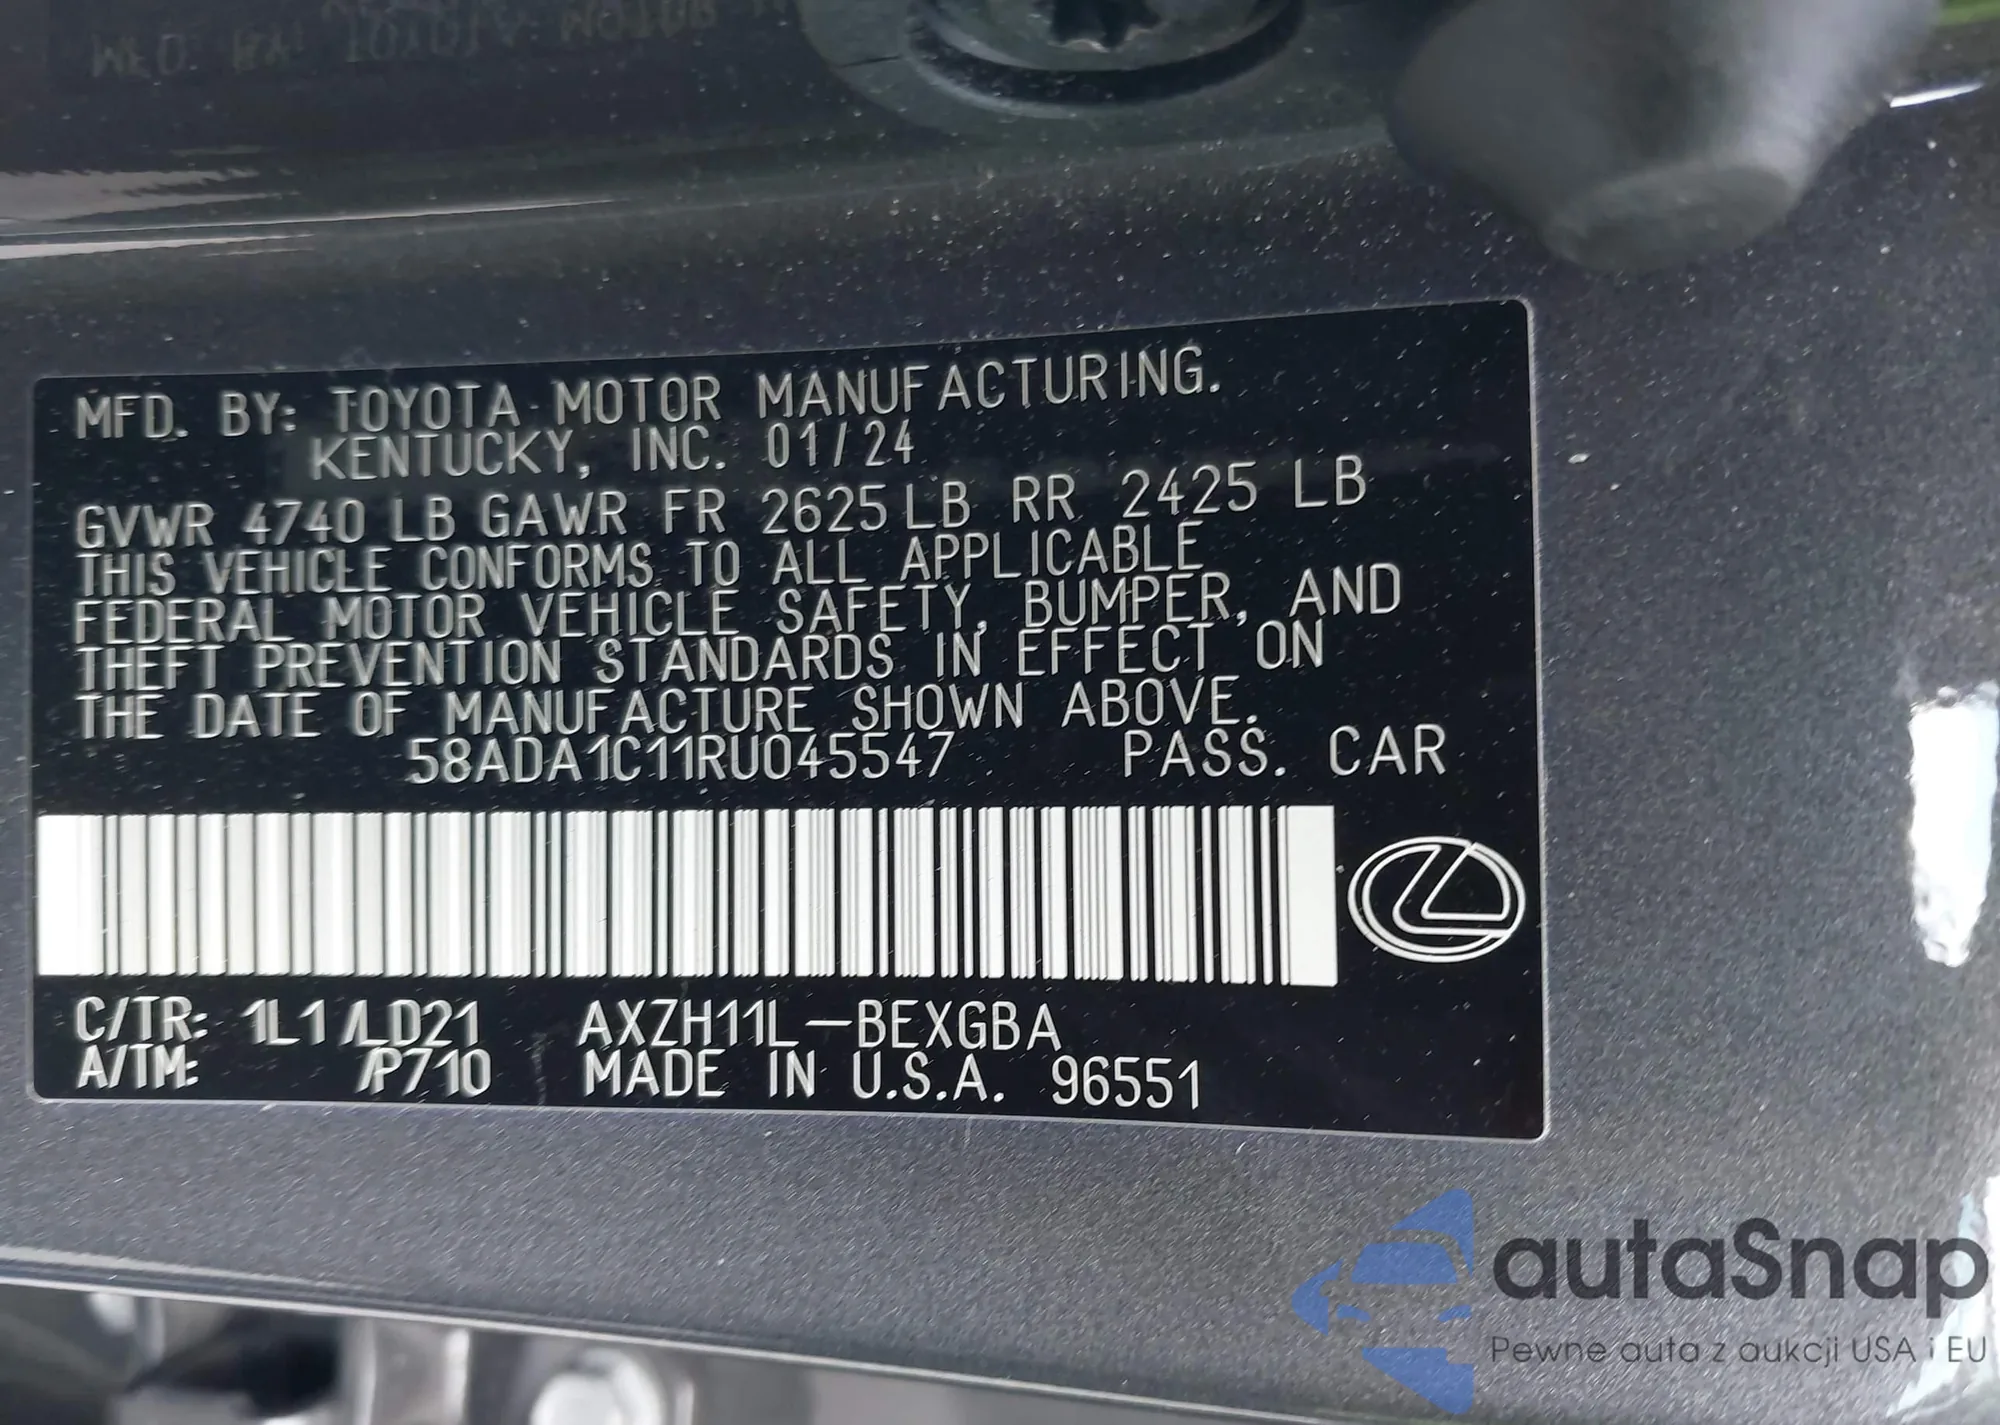 MFD. BY: TOYOTA MOTOR MANUFACTURING.
KENTUCKY, INC. 01/24
GVWR 4740 LB GAWR FR 2625 LB RR 2425 LB
THIS VEHICLE CONFORMS TO ALL APPLICABLE
FEDERAL MOTOR VEHICLE SAFETY, BUMPER, AND
THEFT PREVENTION STANDARDS IN EFFECT ON
THE DATE OF MANUFACTURE SHOWN ABOVE.
58ADA1C11RU045547 PASS. CAR
C/TR: 1L1/LD21 AXZH11L-BEXGBA
A/TM: /P710 MADE IN U.S.A. 96551
autaSnap
Pewne auta z aukcji USA i EU